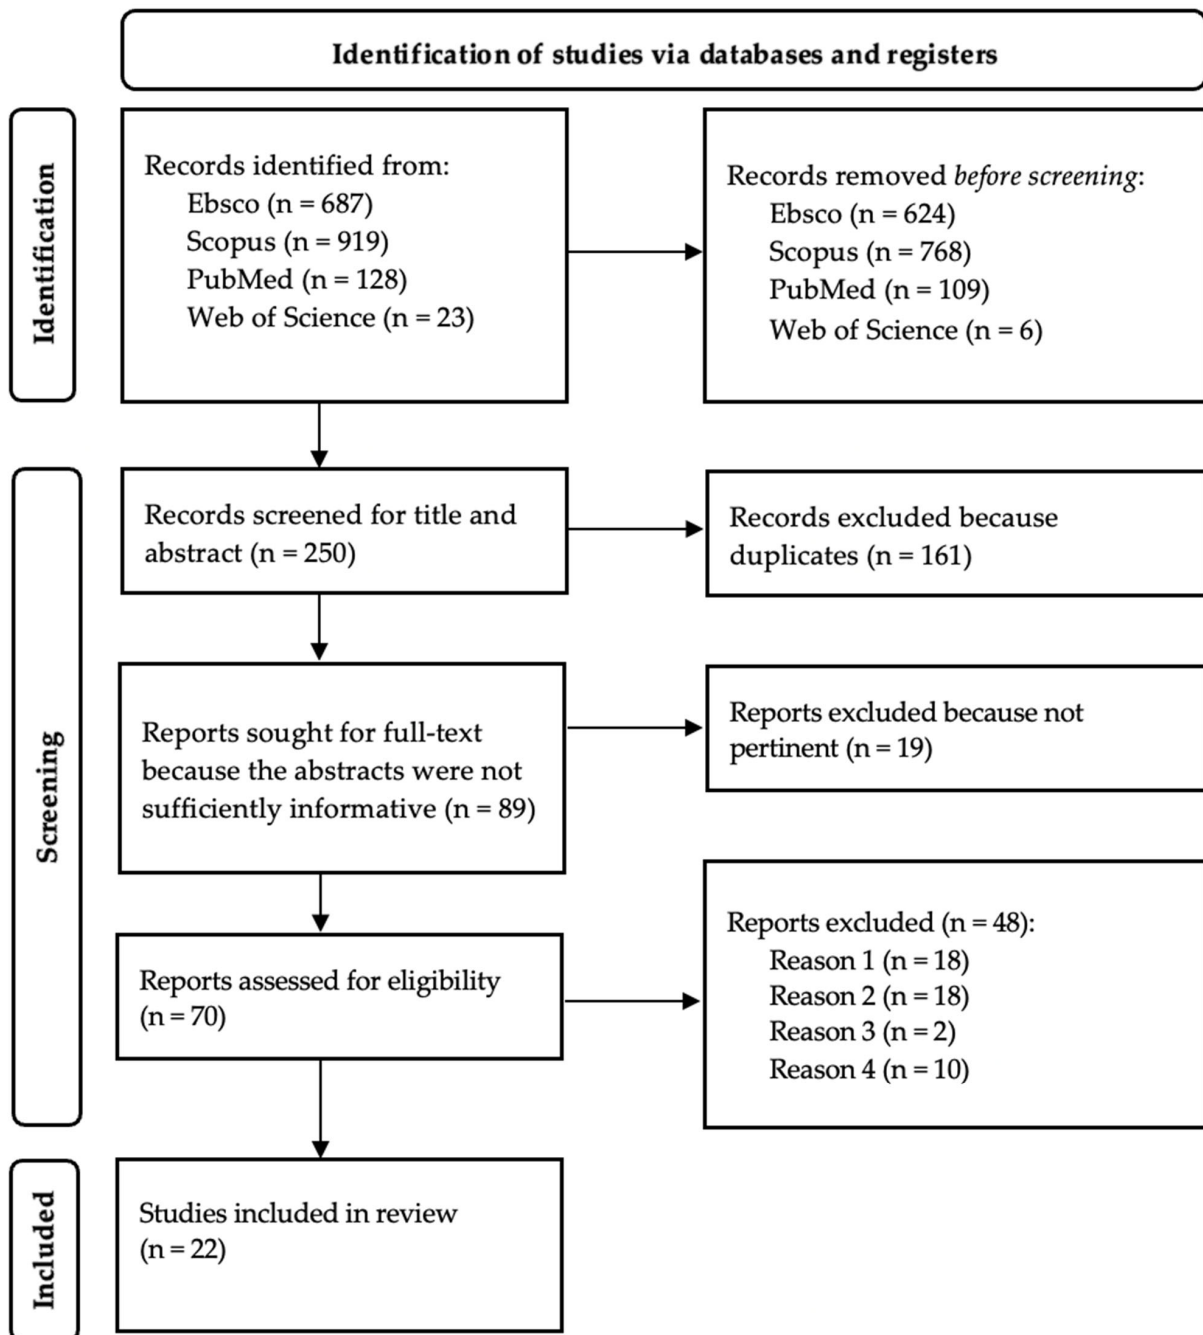 Identification of studies via databases and registers
Identification
Records identified from:
Ebsco (n = 687)
Scopus (n = 919)
PubMed (n = 128)
Web of Science (n = 23)
Records removed before screening:
Ebsco (n = 624)
Scopus (n = 768)
PubMed (n = 109)
Web of Science (n = 6)
Screening
Records screened for title and
abstract (n = 250)
Records excluded because
duplicates (n = 161)
Reports sought for full-text
because the abstracts were not
sufficiently informative (n = 89)
Reports excluded because not
pertinent (n = 19)
Reports assessed for eligibility
(n = 70)
Reports excluded (n = 48):
Reason 1 (n = 18)
Reason 2 (n = 18)
Reason 3 (n = 2)
Reason 4 (n = 10)
Included
Studies included in review
(n = 22)